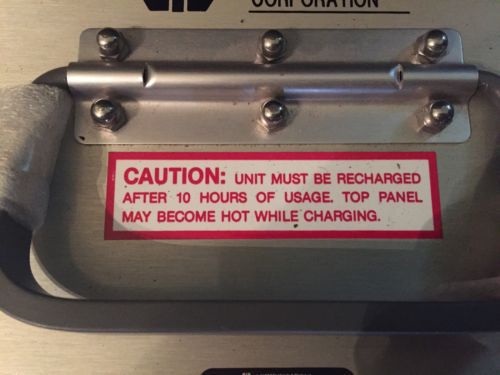 CORPORATION
CAUTION: UNIT MUST BE RECHARGED
AFTER 10 HOURS OF USAGE. TOP PANEL
MAY BECOME HOT WHILE CHARGING.